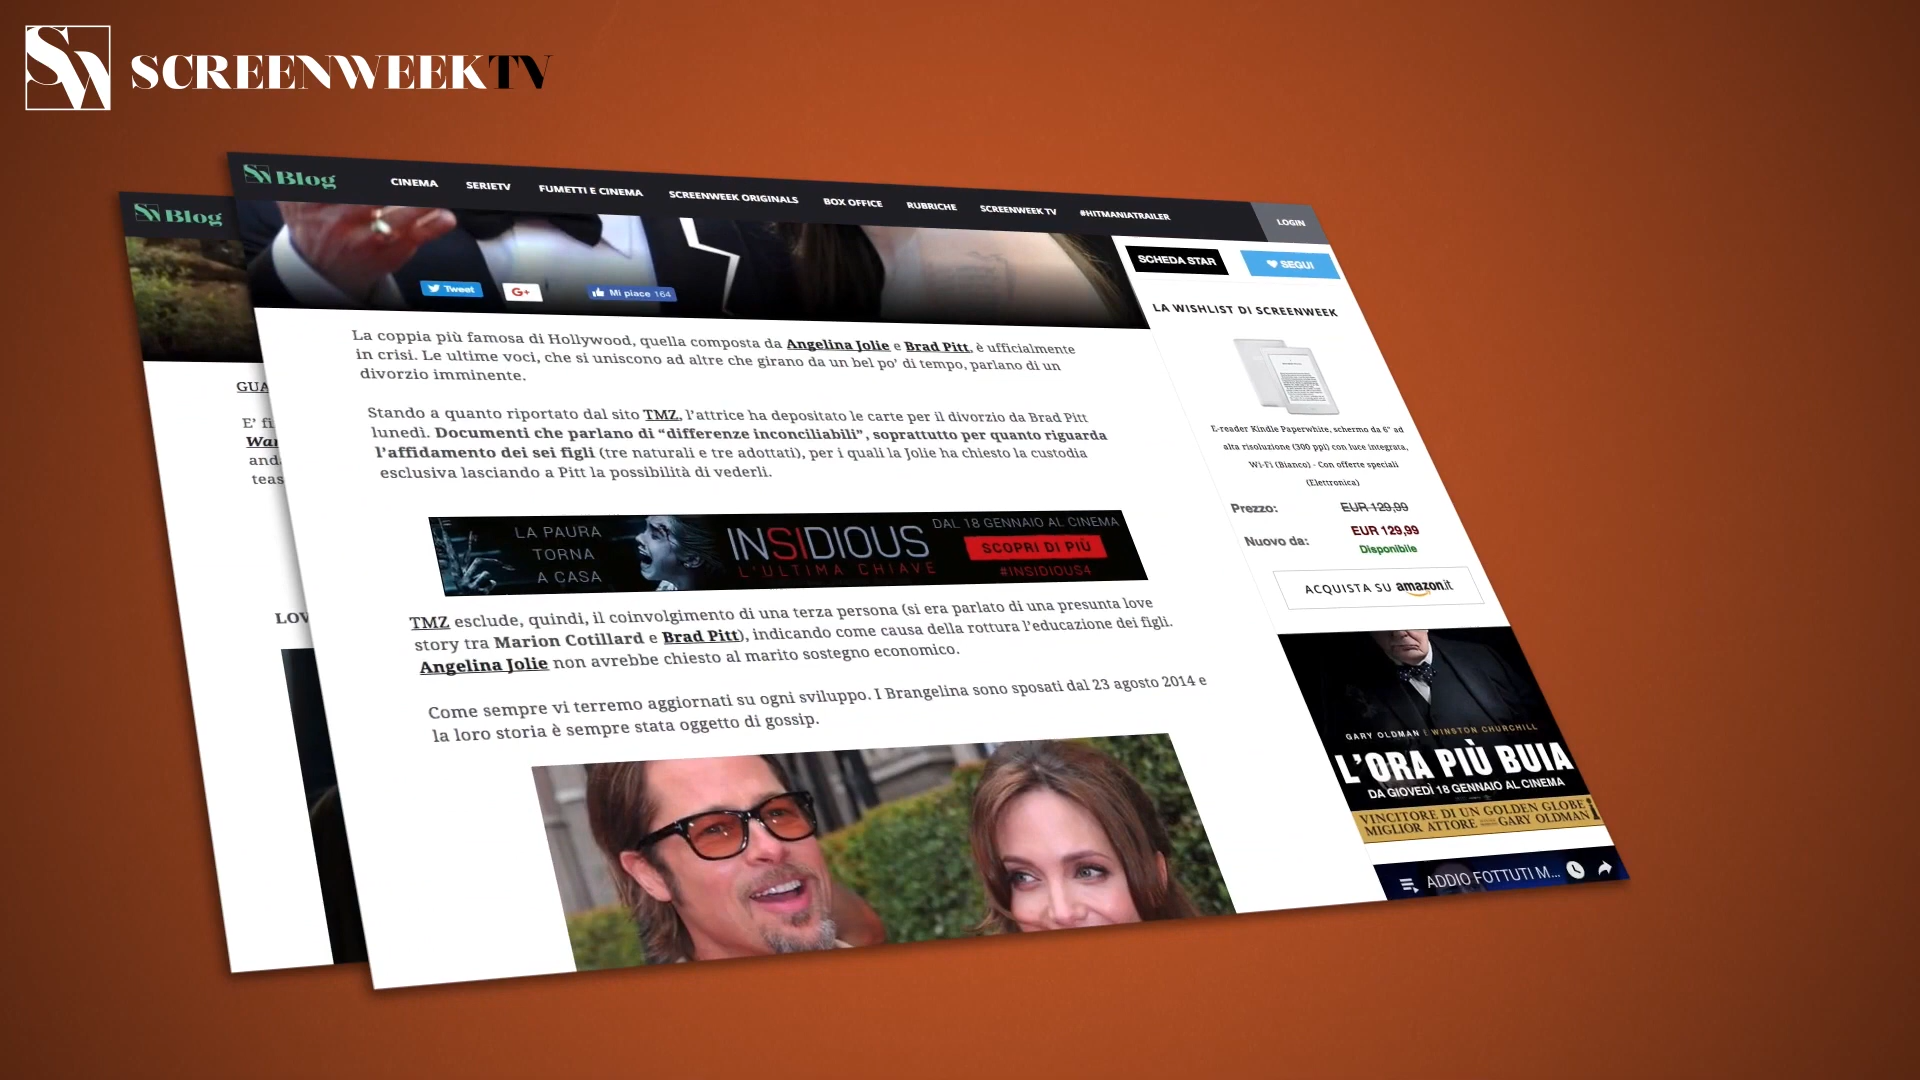 SW SCREENWEEKTV
SW Blog
SW Blog
CINEMA SERIETV FUMETTI E CINEMA SCREENWEEK ORIGINALS BOX OFFICE RUBRICHE SCREENWEEK TV #HITMANIATRAILER LOGIN
Tweet
G+
Mi piace 164
SCHEDA STAR
SEGUI
La coppia più famosa di Hollywood, quella composta da Angelina Jolie e Brad Pitt, è ufficialmente
in crisi. Le ultime voci, che si uniscono ad altre che girano da un bel po' di tempo, parlano di un
divorzio imminente.
Stando a quanto riportato dal sito TMZ, l'attrice ha depositato le carte per il divorzio da Brad Pitt
lunedì. Documenti che parlano di “differenze inconciliabili”, soprattutto per quanto riguarda
l'affidamento dei sei figli (tre naturali e tre adottati), per i quali la Jolie ha chiesto la custodia
esclusiva lasciando a Pitt la possibilità di vederli.
LA PAURA
TORNA
A CASA
INSIDIOUS
L'ULTIMA CHIAVE
DAL 18 GENNAIO AL CINEMA
SCOPRI DI PIÙ
#INSIDIOUS4
TMZ esclude, quindi, il coinvolgimento di una terza persona (si era parlato di una presunta love
story tra Marion Cotillard e Brad Pitt), indicando come causa della rottura l'educazione dei figli.
Angelina Jolie non avrebbe chiesto al marito sostegno economico.
Come sempre vi terremo aggiornati su ogni sviluppo. I Brangelina sono sposati dal 23 agosto 2014 e
la loro storia è sempre stata oggetto di gossip.
LA WISHLIST DI SCREENWEEK
E-reader Kindle Paperwhite, schermo da 6" ad
alta risoluzione (300 ppi) con luce integrata,
Wi-Fi (Bianco) - Con offerte speciali
(Elettronica)
Prezzo: EUR 129,99
Nuovo da: EUR 129,99
Disponibile
ACQUISTA SU amazon.it
GARY OLDMAN È WINSTON CHURCHILL
L'ORA PIÙ BUIA
DA GIOVEDÌ 18 GENNAIO AL CINEMA
VINCITORE DI UN GOLDEN GLOBE
MIGLIOR ATTORE GARY OLDMAN
ADDIO FOTTUTI M...
GUA
E' fi
War
anda
teas
LOV